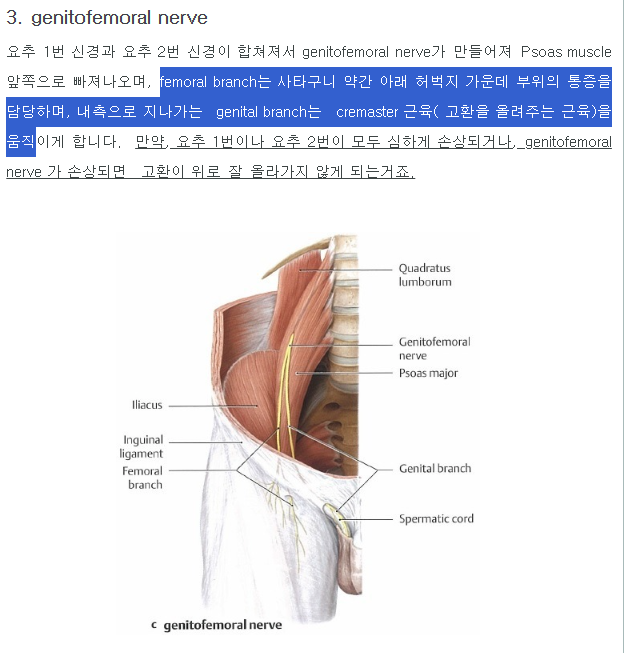 3. genitofemoral nerve
요추 1번 신경과 요추 2번 신경이 합쳐져서 genitofemoral nerve가 만들어져 Psoas muscle
앞쪽으로 빠져나오며, femoral branch는 사타구니 약간 아래 허벅지 가운데 부위의 통증을
담당하며, 내측으로 지나가는 genital branch는 cremaster 근육( 고환을 올려주는 근육)을
움직이게 합니다. 만약, 요추 1번이나 요추 2번이 모두 심하게 손상되거나, genitofemoral
nerve 가 손상되면 고환이 위로 잘 올라가지 않게 되는거죠.
Quadratus
lumborum
Genitofemoral
nerve
Psoas major
Iliacus
Inguinal
ligament
Femoral
branch
Genital branch
Spermatic cord
c genitofemoral nerve